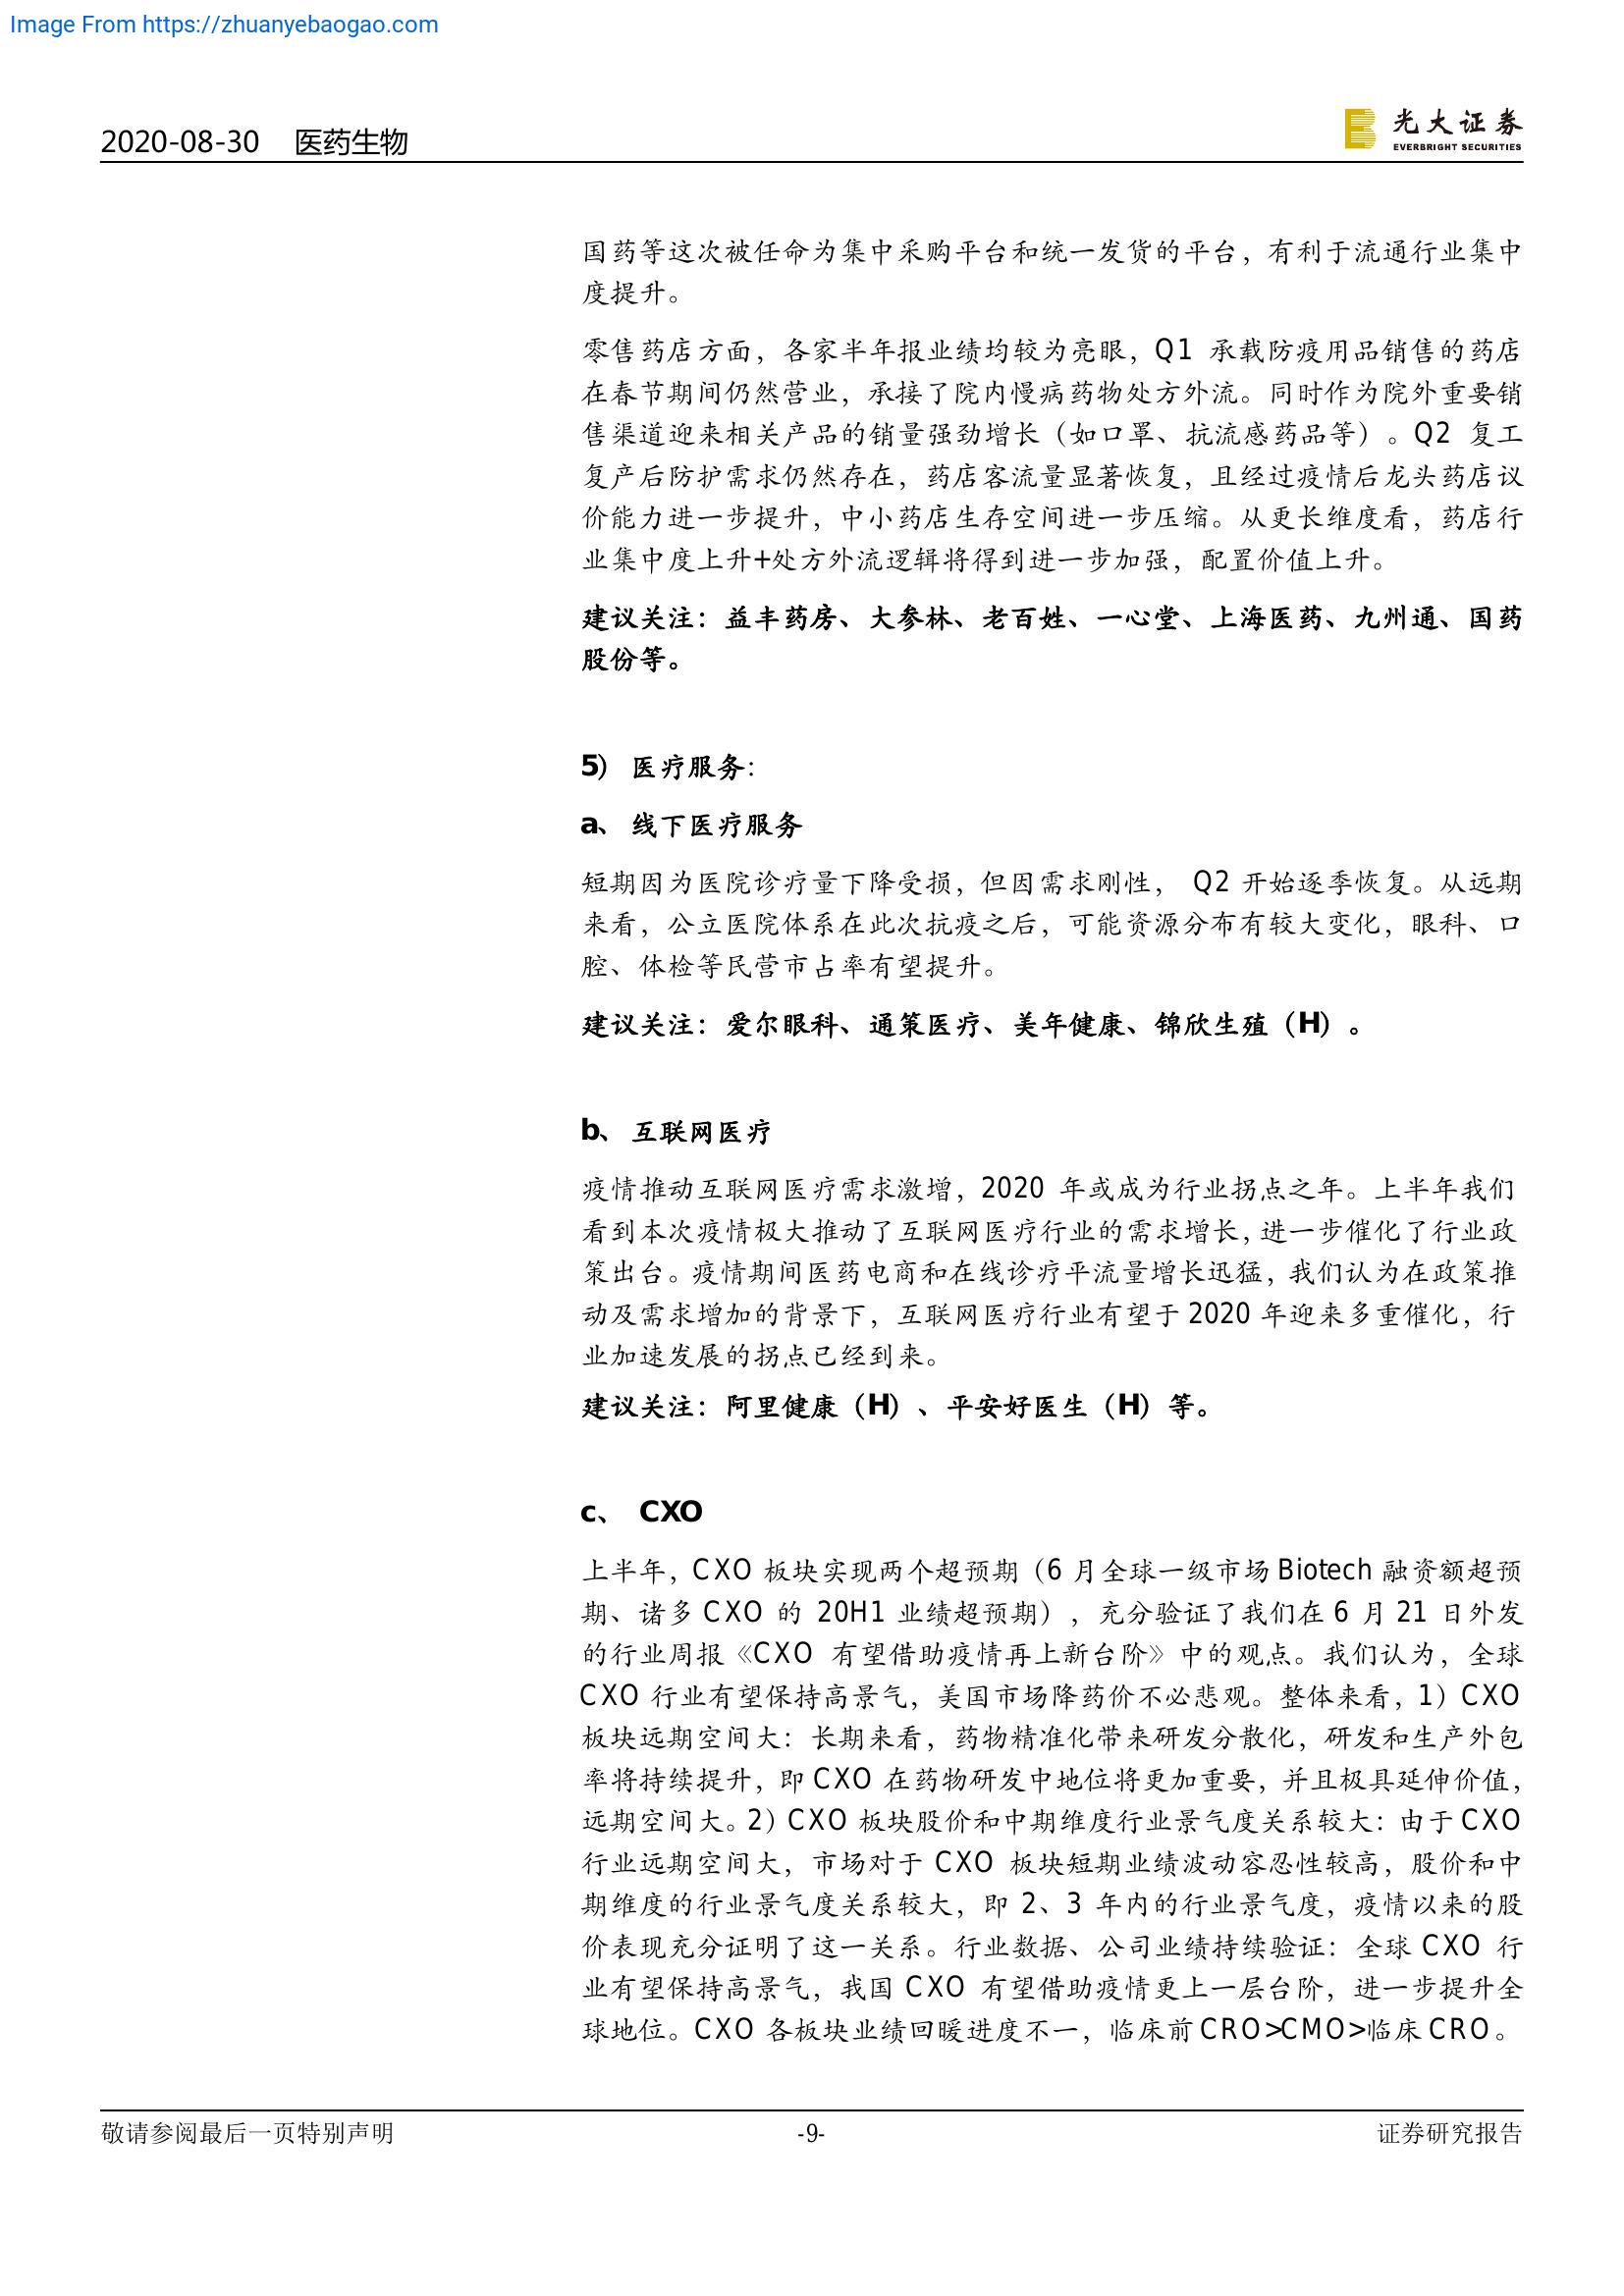 Image From https://zhuanyebaogao.com
2020-08-30 医药生物
光大证券
EVERBRIGHT SECURITIES
国药等这次被任命为集中采购平台和统一发货的平台，有利于流通行业集中
度提升。
零售药店方面，各家半年报业绩均较为亮眼，Q1 承载防疫用品销售的药店
在春节期间仍然营业，承接了院内慢病药物处方外流。同时作为院外重要销
售渠道迎来相关产品的销量强劲增长（如口罩、抗流感药品等）。Q2 复工
复产后防护需求仍然存在，药店客流量显著恢复，且经过疫情后龙头药店议
价能力进一步提升，中小药店生存空间进一步压缩。从更长维度看，药店行
业集中度上升+处方外流逻辑将得到进一步加强，配置价值上升。
建议关注：益丰药房、大参林、老百姓、一心堂、上海医药、九州通、国药
股份等。
5） 医疗服务：
a、 线下医疗服务
短期因为医院诊疗量下降受损，但因需求刚性， Q2 开始逐季恢复。从远期
来看，公立医院体系在此次抗疫之后，可能资源分布有较大变化，眼科、口
腔、体检等民营市占率有望提升。
建议关注：爱尔眼科、通策医疗、美年健康、锦欣生殖（H）。
b、 互联网医疗
疫情推动互联网医疗需求激增，2020 年或成为行业拐点之年。上半年我们
看到本次疫情极大推动了互联网医疗行业的需求增长，进一步催化了行业政
策出台。疫情期间医药电商和在线诊疗平流量增长迅猛，我们认为在政策推
动及需求增加的背景下，互联网医疗行业有望于 2020 年迎来多重催化，行
业加速发展的拐点已经到来。
建议关注：阿里健康（H）、平安好医生（H）等。
c、 CXO
上半年，CXO 板块实现两个超预期（6 月全球一级市场 Biotech 融资额超预
期、诸多 CXO 的 20H1 业绩超预期），充分验证了我们在 6 月 21 日外发
的行业周报《CXO 有望借助疫情再上新台阶》中的观点。我们认为，全球
CXO 行业有望保持高景气，美国市场降药价不必悲观。整体来看，1）CXO
板块远期空间大：长期来看，药物精准化带来研发分散化，研发和生产外包
率将持续提升，即 CXO 在药物研发中地位将更加重要，并且极具延伸价值，
远期空间大。2）CXO 板块股价和中期维度行业景气度关系较大：由于 CXO
行业远期空间大，市场对于 CXO 板块短期业绩波动容忍性较高，股价和中
期维度的行业景气度关系较大，即 2、3 年内的行业景气度，疫情以来的股
价表现充分证明了这一关系。行业数据、公司业绩持续验证：全球 CXO 行
业有望保持高景气，我国 CXO 有望借助疫情更上一层台阶，进一步提升全
球地位。CXO 各板块业绩回暖进度不一，临床前 CRO>CMO>临床 CRO。
敬请参阅最后一页特别声明
-9-
证券研究报告